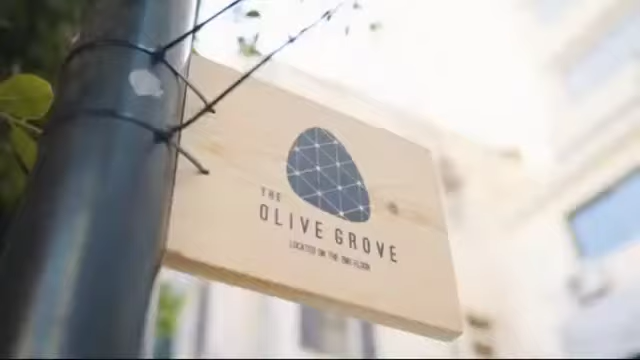 THE
OLIVE GROVE
LOCATED ON THE 2ND FLOOR